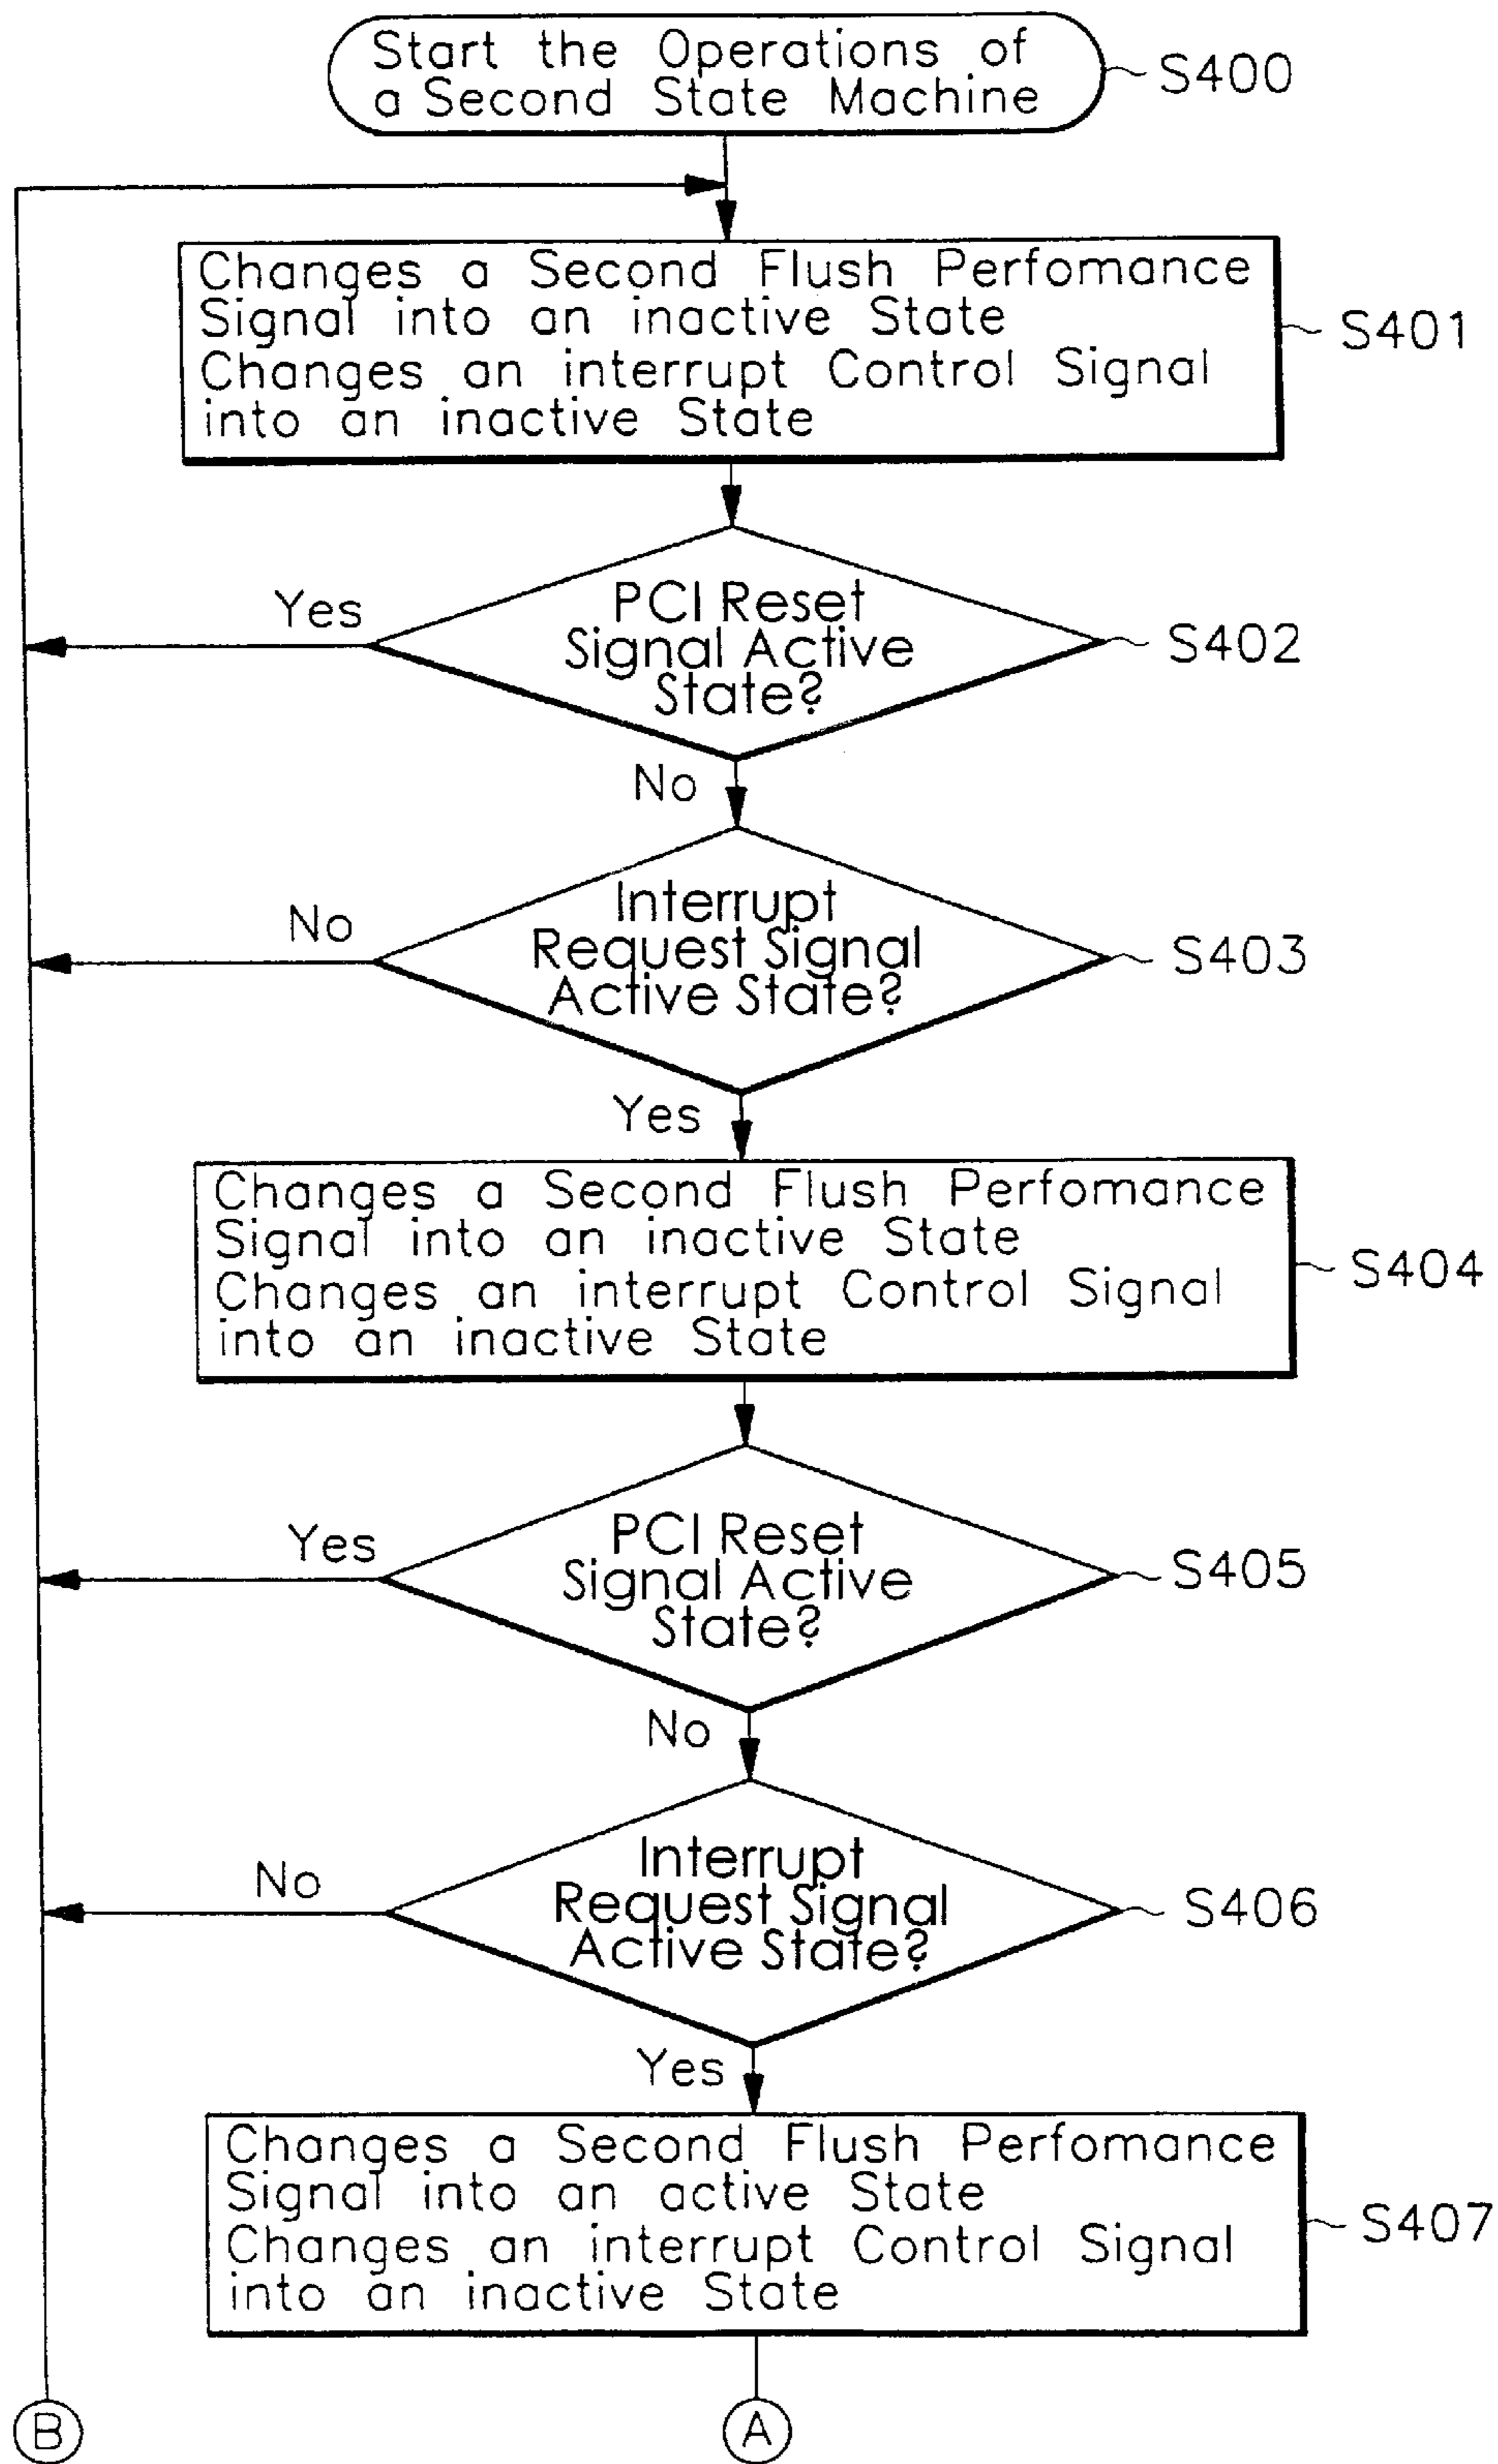 Start the Operations of
a Second State Machine
S400
Changes a Second Flush Perfomance
Signal into an inactive State
Changes an interrupt Control Signal
into an inactive State
S401
PCI Reset
Signal Active
State?
S402
Yes
No
Interrupt
Request Signal
Active State?
S403
No
Yes
Changes a Second Flush Perfomance
Signal into an inactive State
Changes an interrupt Control Signal
into an inactive State
S404
PCI Reset
Signal Active
State?
S405
Yes
No
Interrupt
Request Signal
Active State?
S406
No
Yes
Changes a Second Flush Perfomance
Signal into an active State
Changes an interrupt Control Signal
into an inactive State
S407
B
A